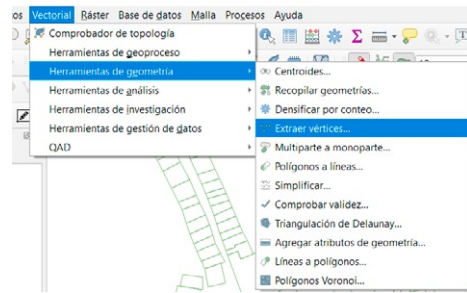 os Vectorial Ráster Base de datos Malla Procesos Ayuda
Comprobador de topología
Herramientas de geoproceso
Herramientas de geometría
Herramientas de análisis
Herramientas de investigación
Herramientas de gestión de datos
QAD
Centroides...
Recopilar geometrías...
Densificar por conteo...
Extraer vértices...
Multiparte a monoparte...
Polígonos a líneas...
Simplificar...
Comprobar validez...
Triangulación de Delaunay...
Agregar atributos de geometría...
Líneas a polígonos...
Polígonos Voronoi...